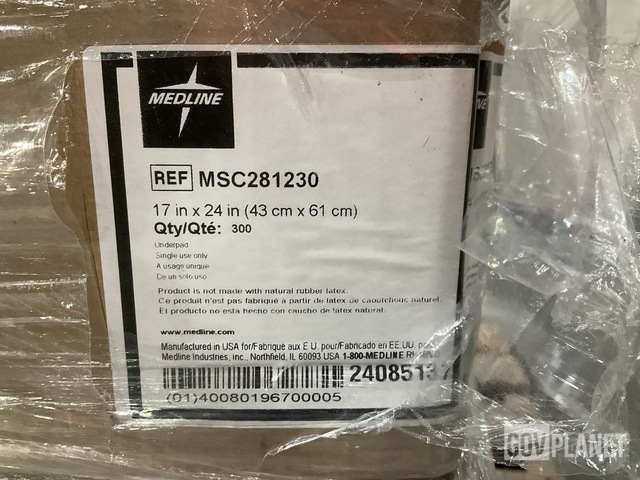 MEDLINE
REF MSC281230
17 in x 24 in (43 cm x 61 cm)
Qty/Qté: 300
Underpad
Single use only
A usage unique
De un solo uso
Product is not made with natural rubber latex.
Ce produit n'est pas fabriqué à partir de latex de caoutchouc naturel.
El producto no esta hecho con caucho de latex natural.
www.medline.com
Manufactured in USA for/Fabriqué aux E.U. pour/Fabricado en EE.UU.
Medline Industries, Inc., Northfield, IL 60093 USA 1-800-MEDLINE
2408513
(01)40080196700005
GOVPLANET